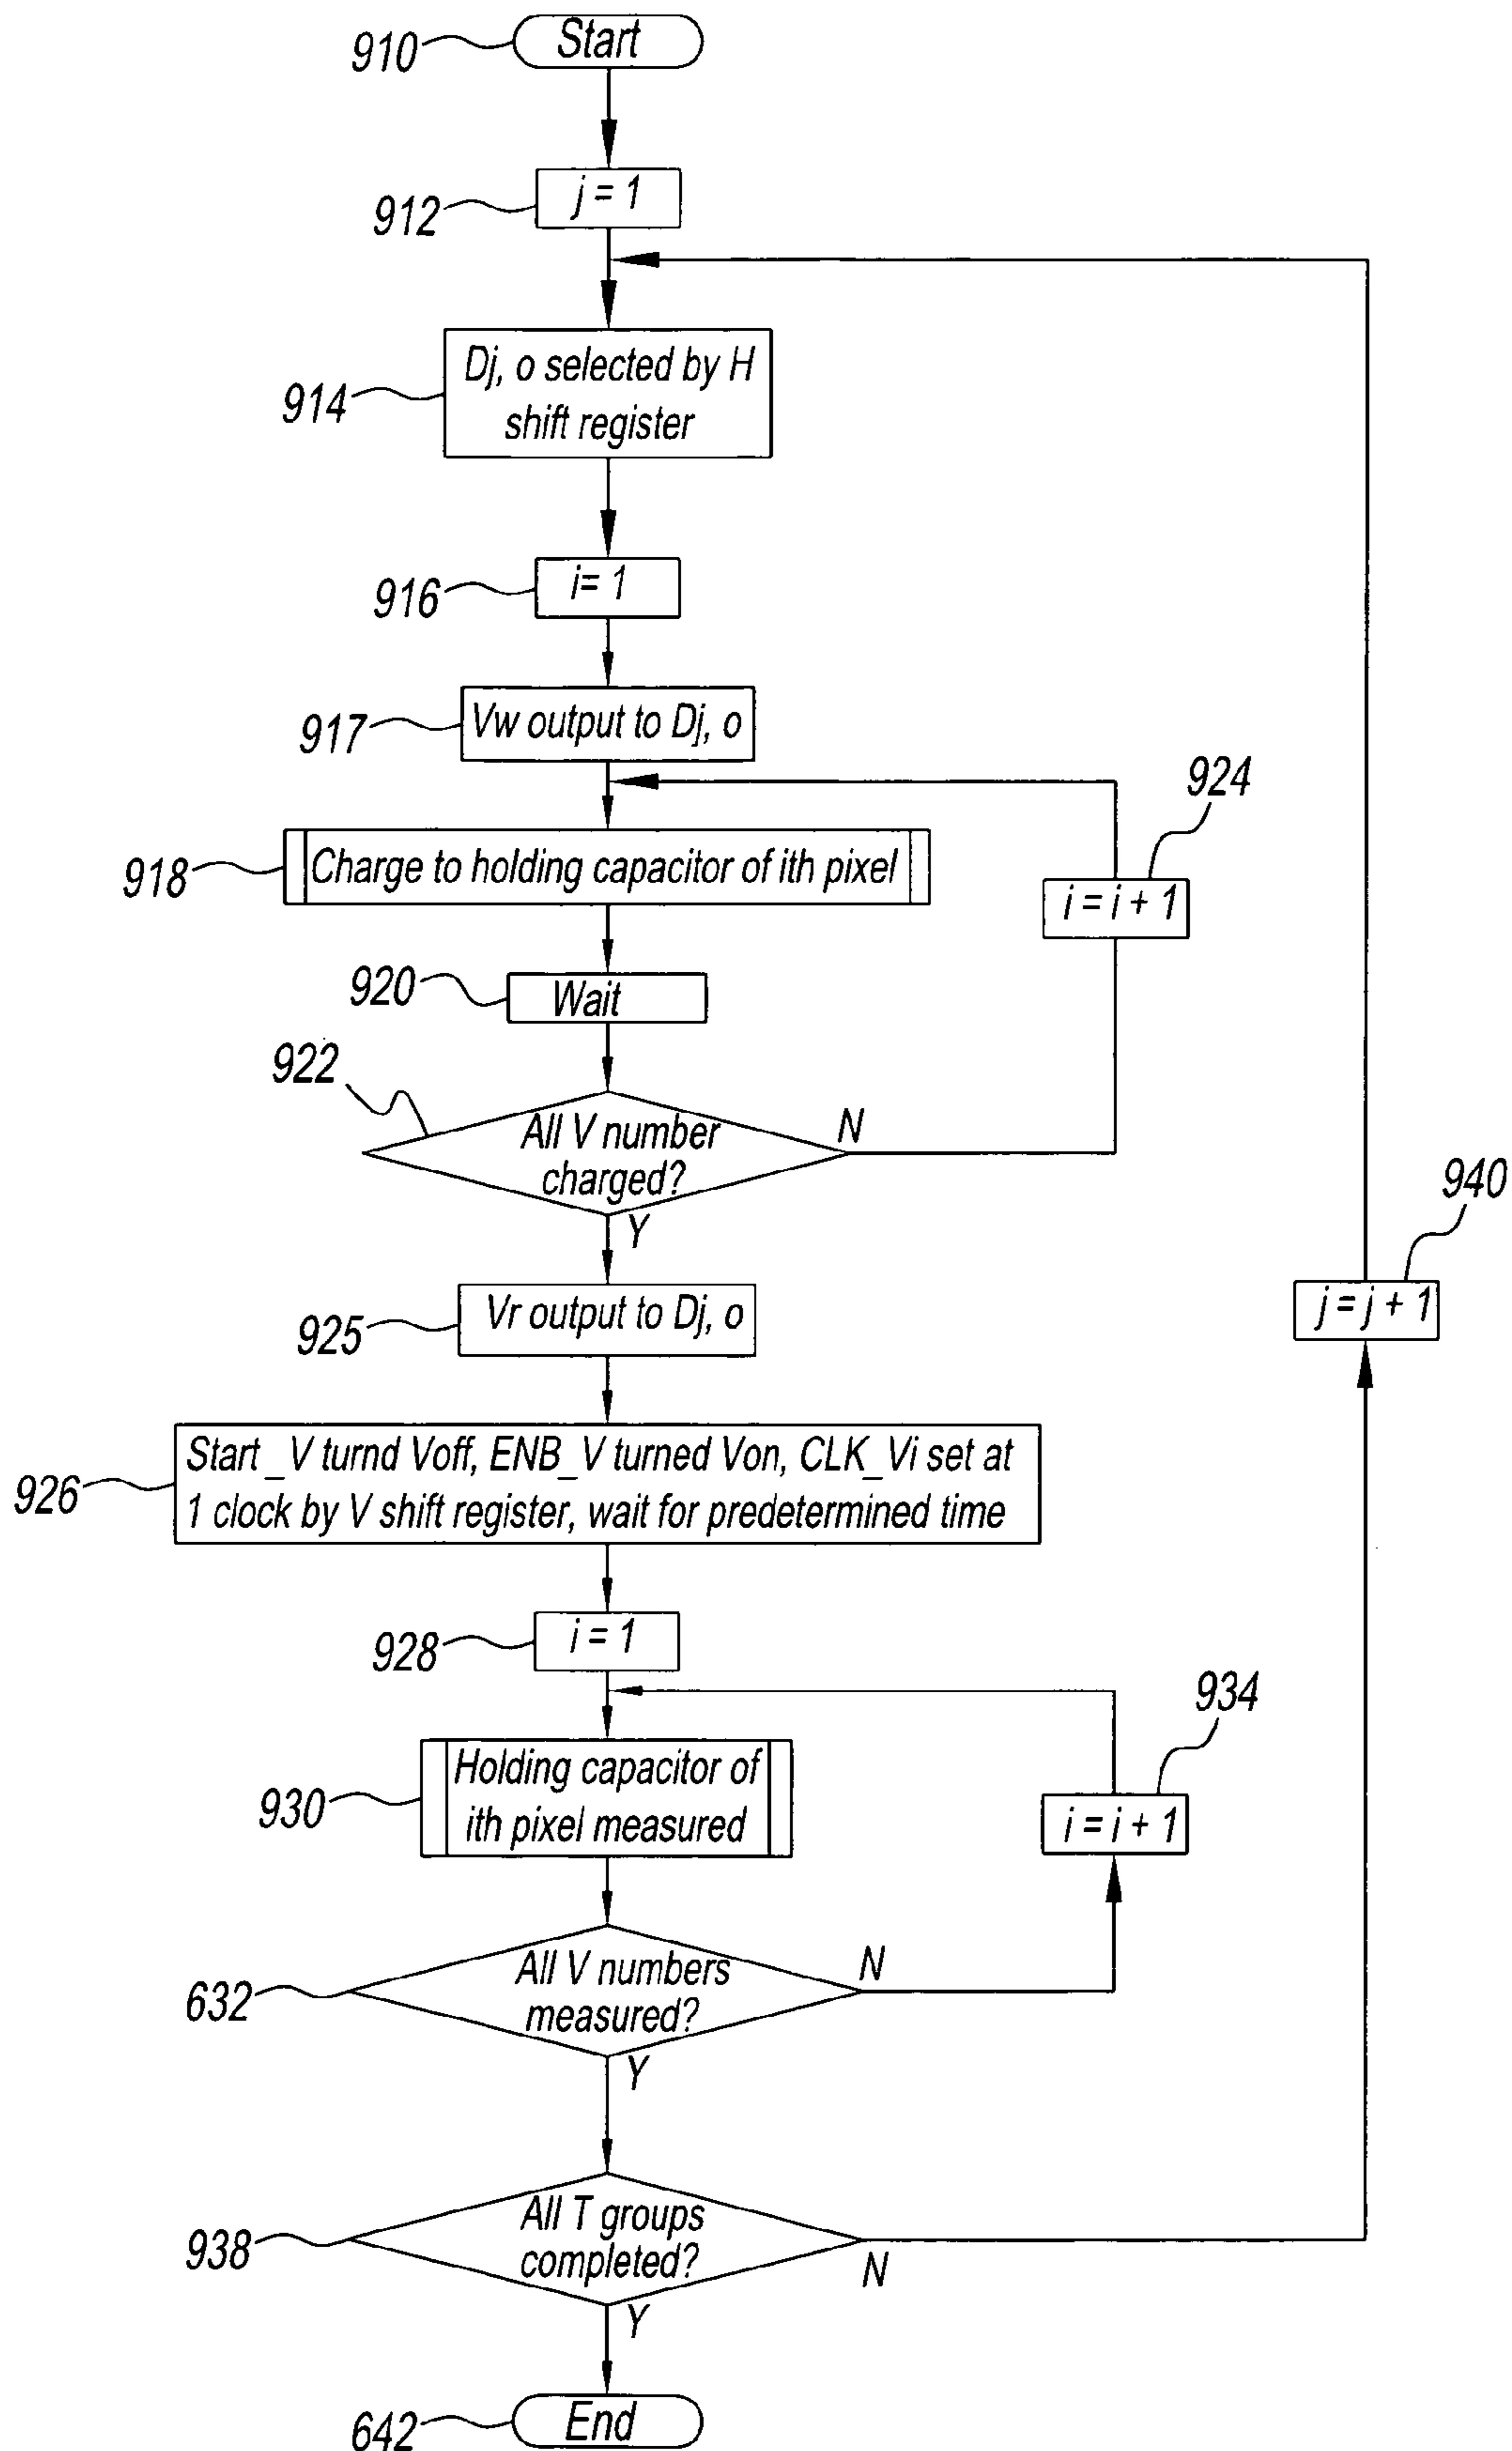 910
Start
912
j = 1
914
Dj, o selected by H
shift register
916
i= 1
917
Vw output to Dj, o
924
918
Charge to holding capacitor of ith pixel
i = i + 1
920
Wait
922
All V number
charged?
N
Y
940
925
Vr output to Dj, o
j = j + 1
926
Start _V turnd Voff, ENB_V turned Von, CLK_Vi set at
1 clock by V shift register, wait for predetermined time
928
i = 1
934
930
Holding capacitor of
ith pixel measured
i = i + 1
632
All V numbers
measured?
N
Y
938
All T groups
completed?
N
Y
642
End